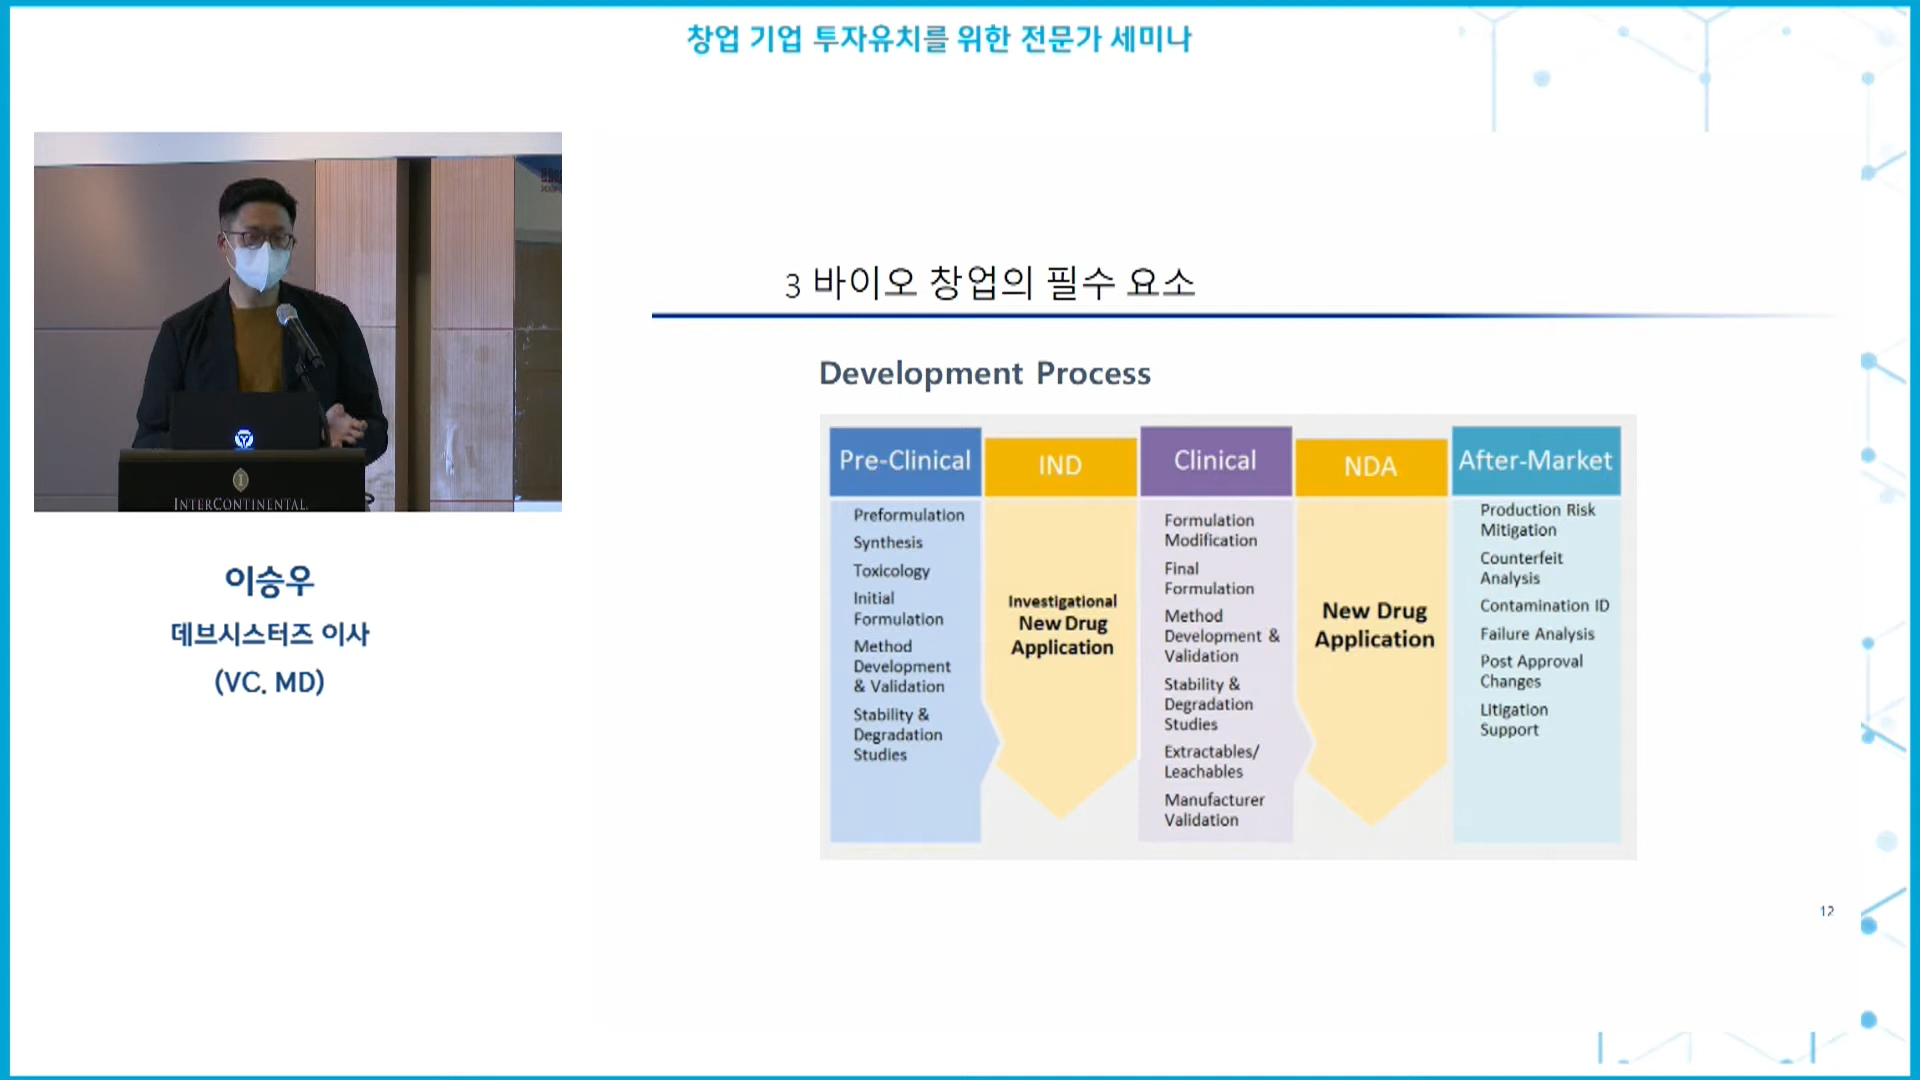 창업 기업 투자유치를 위한 전문가 세미나
INTERCONTINENTAL.
이승우
데브시스터즈 이사
(VC, MD)
3 바이오 창업의 필수 요소
Development Process
Pre-Clinical
Preformulation
Synthesis
Toxicology
Initial
Formulation
Method
Development
& Validation
Stability &
Degradation
Studies
IND
Investigational
New Drug
Application
Clinical
Formulation
Modification
Final
Formulation
Method
Development &
Validation
Stability &
Degradation
Studies
Extractables/
Leachables
Manufacturer
Validation
NDA
New Drug
Application
After-Market
Production Risk
Mitigation
Counterfeit
Analysis
Contamination ID
Failure Analysis
Post Approval
Changes
Litigation
Support
12